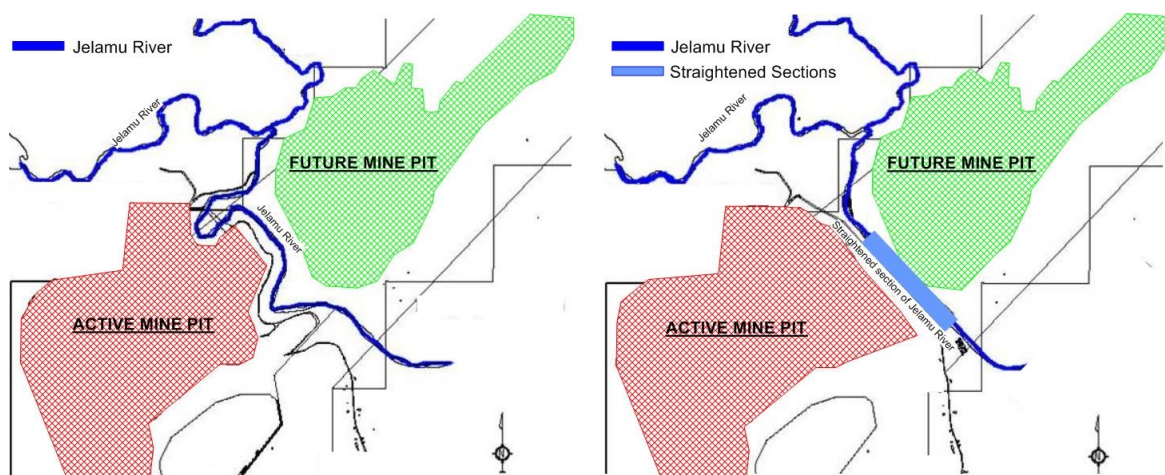 Jelamu River
Jelamu River
FUTURE MINE PIT
Jelamu River
ACTIVE MINE PIT
N
Jelamu River
Straightened Sections
Jelamu River
FUTURE MINE PIT
Straightened section of Jelamu River
ACTIVE MINE PIT
N